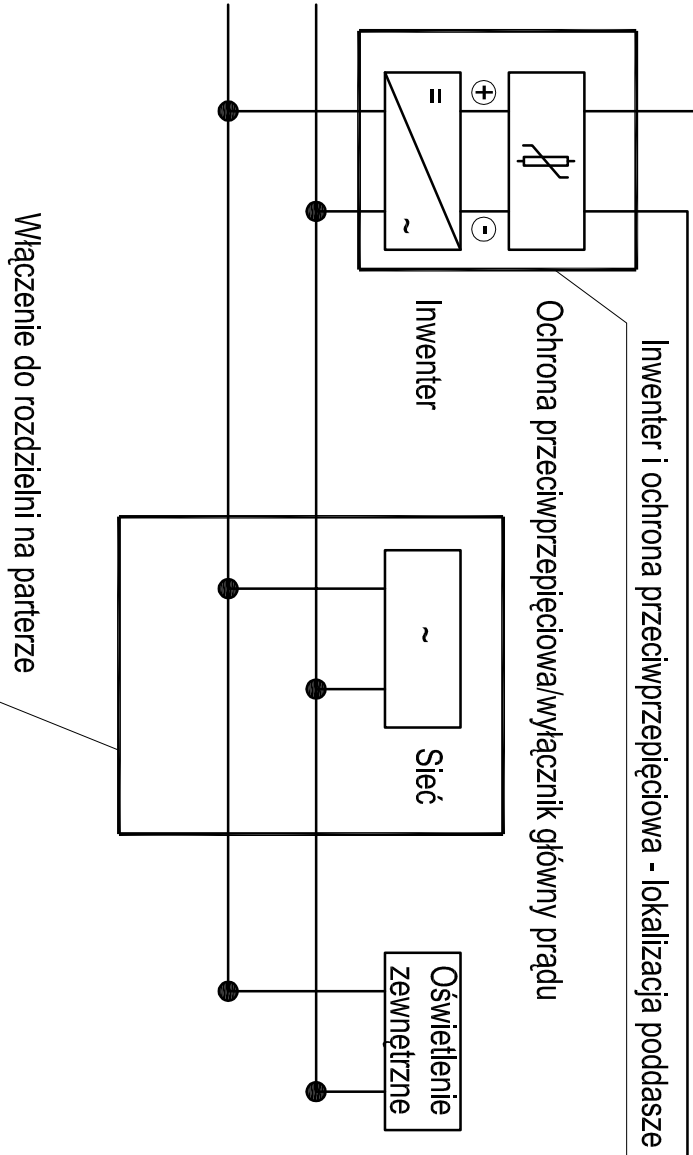 Inwenter i ochrona przeciwprzepięciowa - lokalizacja poddasze
Ochrona przeciwprzepięciowa/wyłącznik główny prądu
+
-
=
~
Inwenter
~
Sieć
Oświetlenie
zewnętrzne
Włączenie do rozdzielni na parterze